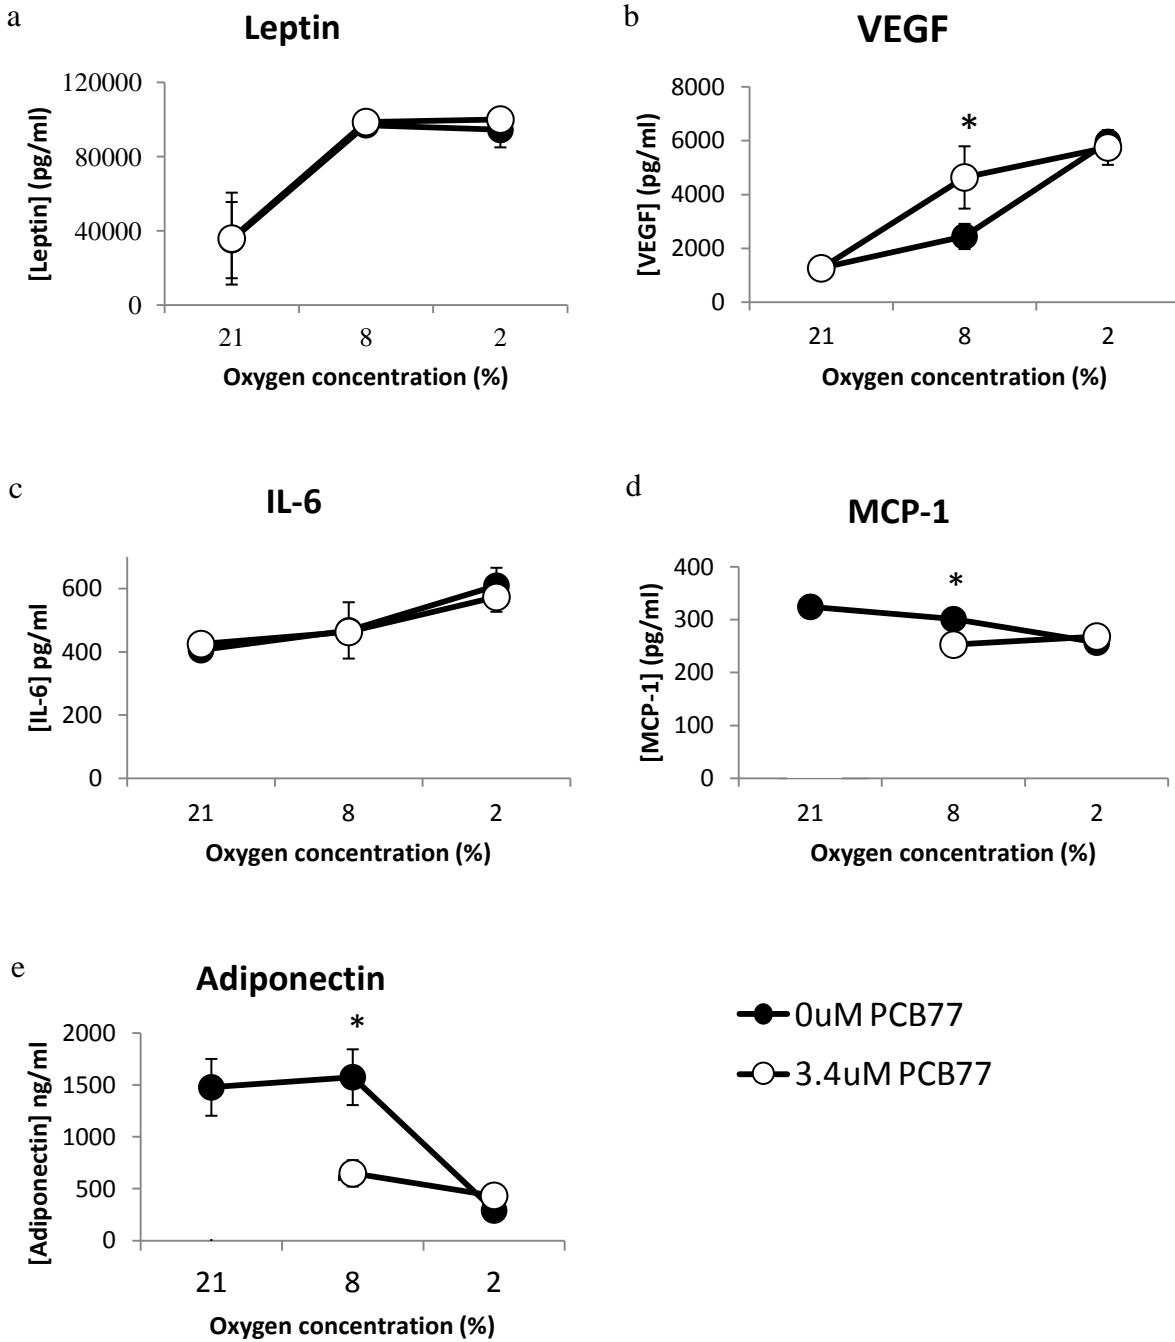 a
Leptin
120000
80000
40000
0
[Leptin] (pg/ml)
21 8 2
Oxygen concentration (%)
b
VEGF
8000
6000
4000
2000
0
[VEGF] (pg/ml)
*
21 8 2
Oxygen concentration (%)
c
IL-6
600
400
200
0
[IL-6] pg/ml
21 8 2
Oxygen concentration (%)
d
MCP-1
400
300
200
100
0
[MCP-1] (pg/ml)
*
21 8 2
Oxygen concentration (%)
e
Adiponectin
2000
1500
1000
500
0
[Adiponectin] ng/ml
*
21 8 2
Oxygen concentration (%)
0uM PCB77
3.4uM PCB77